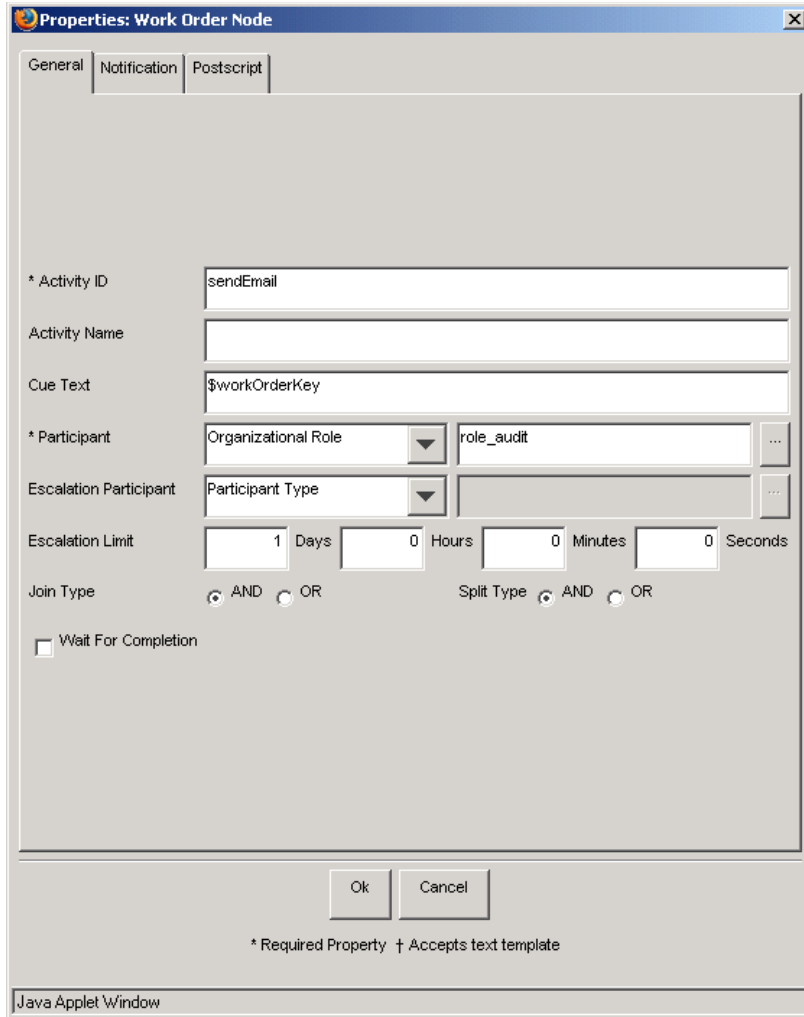 Properties: Work Order Node
General Notification Postscript
* Activity ID sendEmail
Activity Name
Cue Text $workOrderKey
* Participant Organizational Role role_audit ...
Escalation Participant Participant Type ...
Escalation Limit 1 Days 0 Hours 0 Minutes 0 Seconds
Join Type AND OR Split Type AND OR
Wait For Completion
Ok Cancel
* Required Property † Accepts text template
Java Applet Window